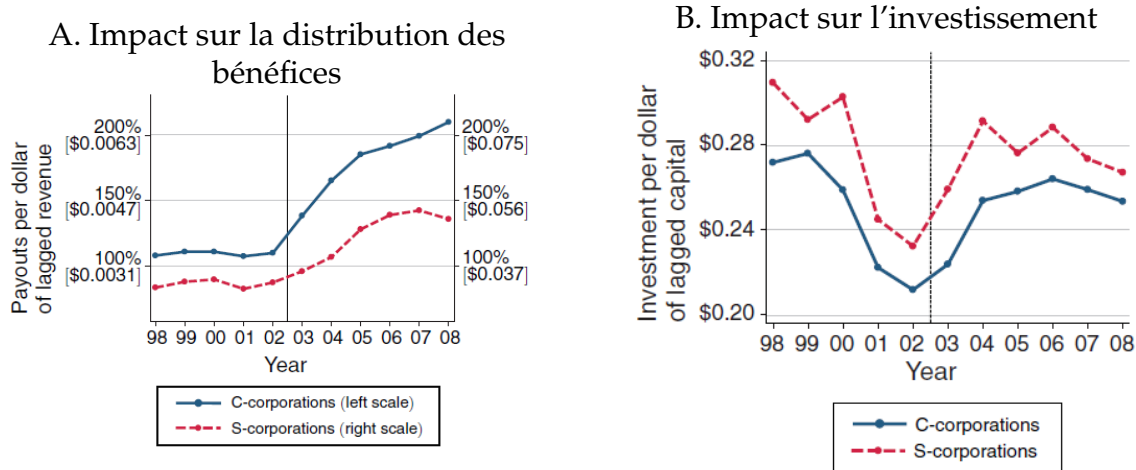 A. Impact sur la distribution des
bénéfices
Payouts per dollar
of lagged revenue
200%
[$0.0063]
150%
[$0.0047]
100%
[$0.0031]
200%
[$0.075]
150%
[$0.056]
100%
[$0.037]
98 99 00 01 02 03 04 05 06 07 08
Year
C-corporations (left scale)
S-corporations (right scale)
B. Impact sur l’investissement
Investment per dollar
of lagged capital
$0.32
$0.28
$0.24
$0.20
98 99 00 01 02 03 04 05 06 07 08
Year
C-corporations
S-corporations